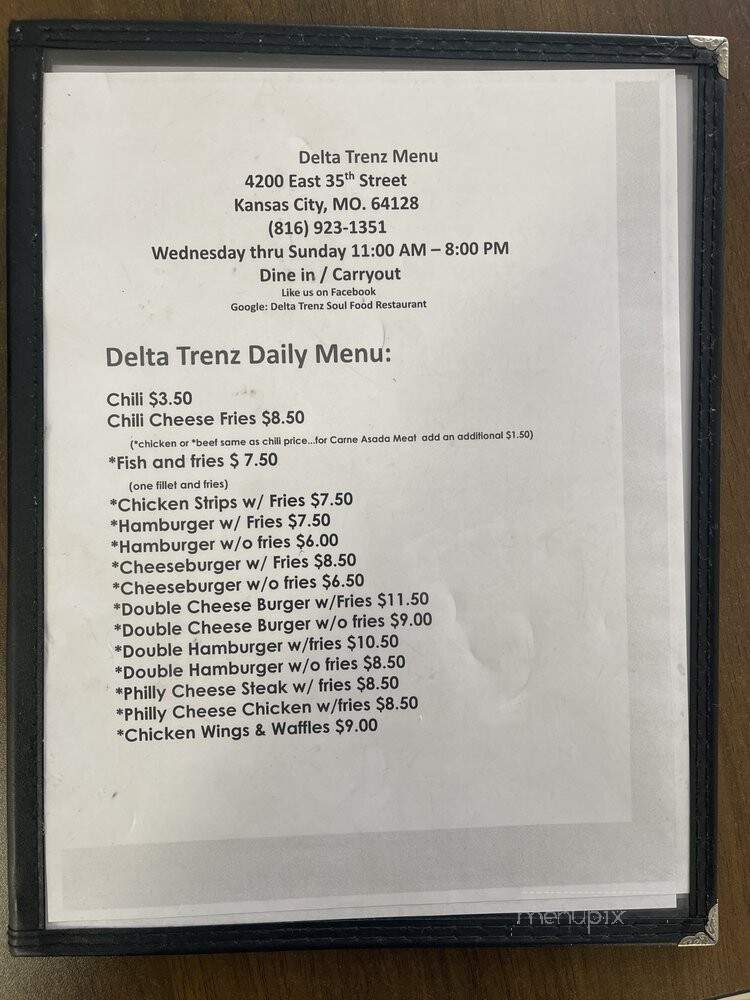 Delta Trenz Menu
4200 East 35th Street
Kansas City, MO. 64128
(816) 923-1351
Wednesday thru Sunday 11:00 AM – 8:00 PM
Dine in / Carryout
Like us on Facebook
Google: Delta Trenz Soul Food Restaurant
Delta Trenz Daily Menu:
Chili $3.50
Chili Cheese Fries $8.50
(*chicken or *beef same as chili price...for Carne Asada Meat add an additional $1.50)
*Fish and fries $ 7.50
(one fillet and fries)
*Chicken Strips w/ Fries $7.50
*Hamburger w/ Fries $7.50
*Hamburger w/o fries $6.00
*Cheeseburger w/ Fries $8.50
*Cheeseburger w/o fries $6.50
*Double Cheese Burger w/Fries $11.50
*Double Cheese Burger w/o fries $9.00
*Double Hamburger w/fries $10.50
*Double Hamburger w/o fries $8.50
*Philly Cheese Steak w/ fries $8.50
*Philly Cheese Chicken w/fries $8.50
*Chicken Wings & Waffles $9.00
menupix